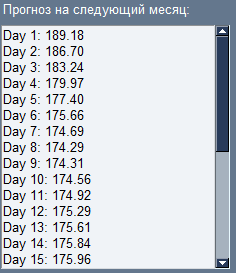 Прогноз на следующий месяц:
Day 1: 189.18
Day 2: 186.70
Day 3: 183.24
Day 4: 179.97
Day 5: 177.40
Day 6: 175.66
Day 7: 174.69
Day 8: 174.29
Day 9: 174.31
Day 10: 174.56
Day 11: 174.92
Day 12: 175.29
Day 13: 175.61
Day 14: 175.84
Day 15: 175.96